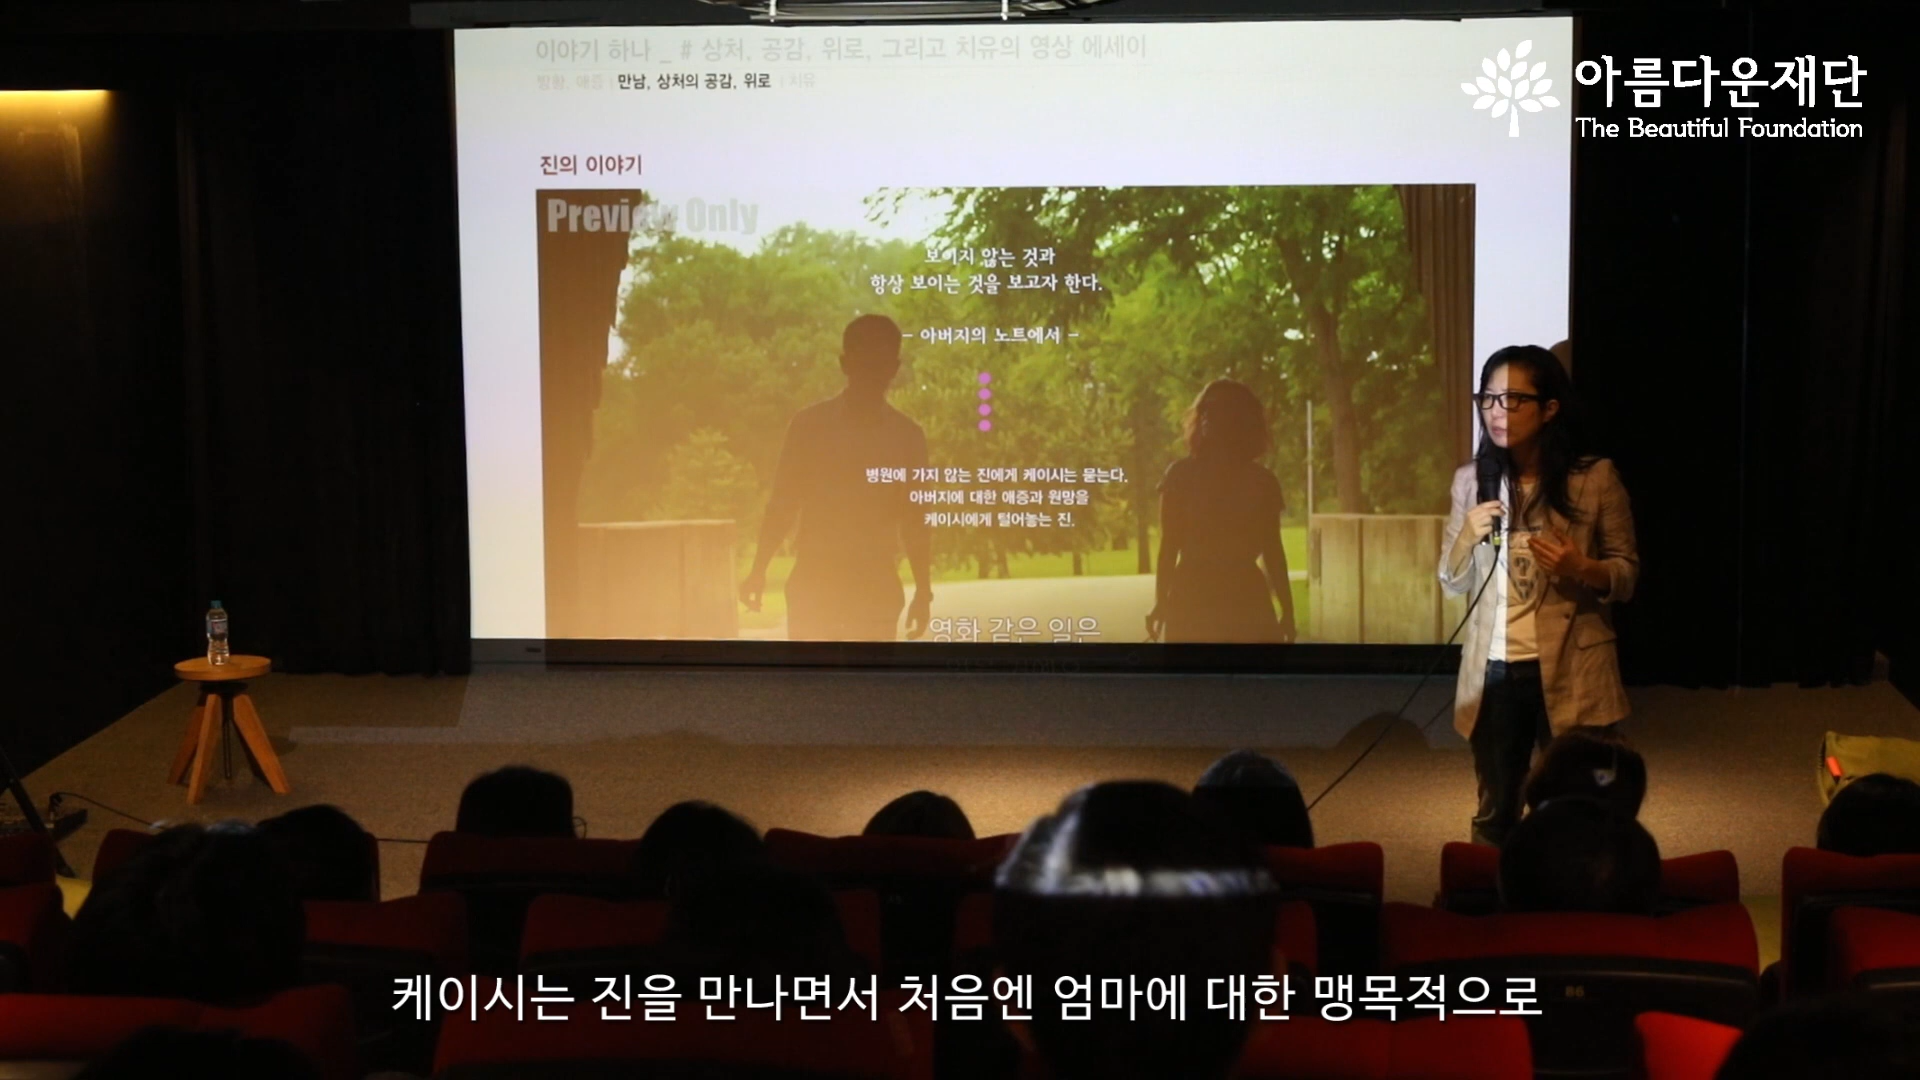 이야기 하나 _ # 상처, 공감, 위로, 그리고 치유의 영상 에세이
방황, 애증 | 만남, 상처의 공감, 위로 | 치유
아름다운재단
The Beautiful Foundation
진의 이야기
Preview Only
보이지 않는 것과
항상 보이는 것을 보고자 한다.
– 아버지의 노트에서 –
병원에 가지 않는 진에게 케이시는 묻는다.
아버지에 대한 애증과 원망을
케이시에게 털어놓는 진.
영화 같은 일은
케이시는 진을 만나면서 처음엔 엄마에 대한 맹목적으로